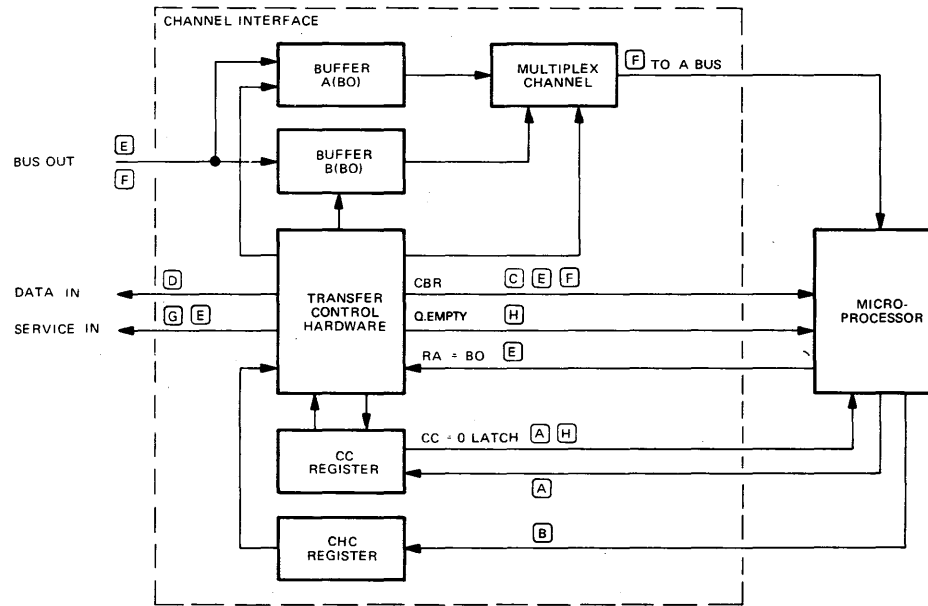 CHANNEL INTERFACE
BUFFER
A(BO)
MULTIPLEX
CHANNEL
F TO A BUS
BUS OUT
E
F
BUFFER
B(BO)
DATA IN
D
SERVICE IN
G E
TRANSFER
CONTROL
HARDWARE
CBR C E F
Q.EMPTY H
RA = BO E
MICRO-
PROCESSOR
CC
REGISTER
CC = 0 LATCH A H
A
CHC
REGISTER
B